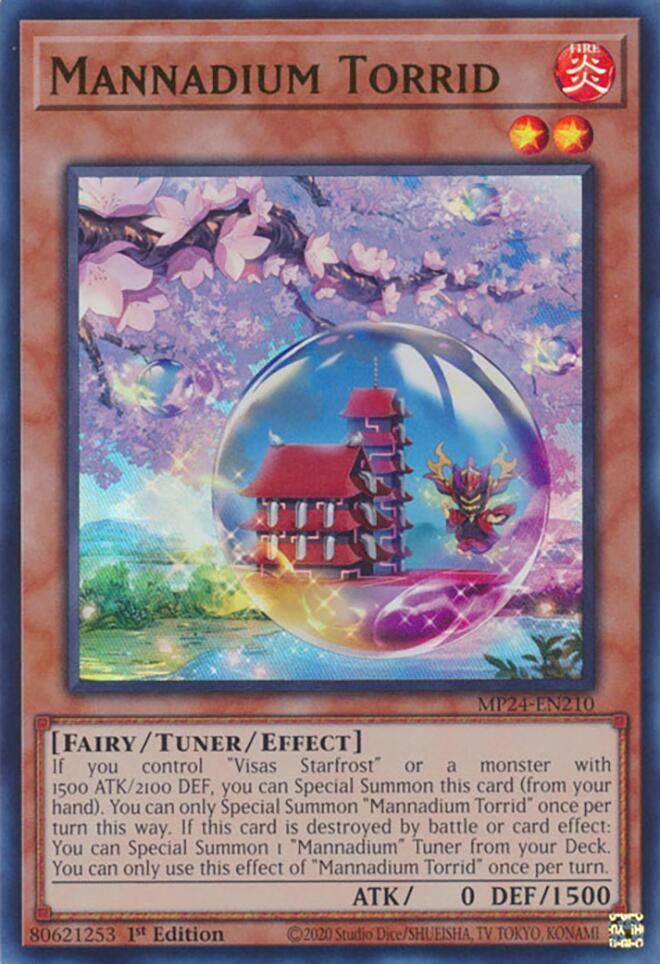 MANNADIUM TORRID
FIRE
炎
MP24-EN210
[FAIRY/TUNER/EFFECT]
If you control "Visas Starfrost" or a monster with
1500 ATK/2100 DEF, you can Special Summon this card (from your
hand). You can only Special Summon "Mannadium Torrid" once per
turn this way. If this card is destroyed by battle or card effect:
You can Special Summon 1 "Mannadium" Tuner from your Deck.
You can only use this effect of "Mannadium Torrid" once per turn.
ATK/ 0 DEF/1500
80621253 1st Edition ©2020 Studio Dice/SHUEISHA, TV TOKYO, KONAMI